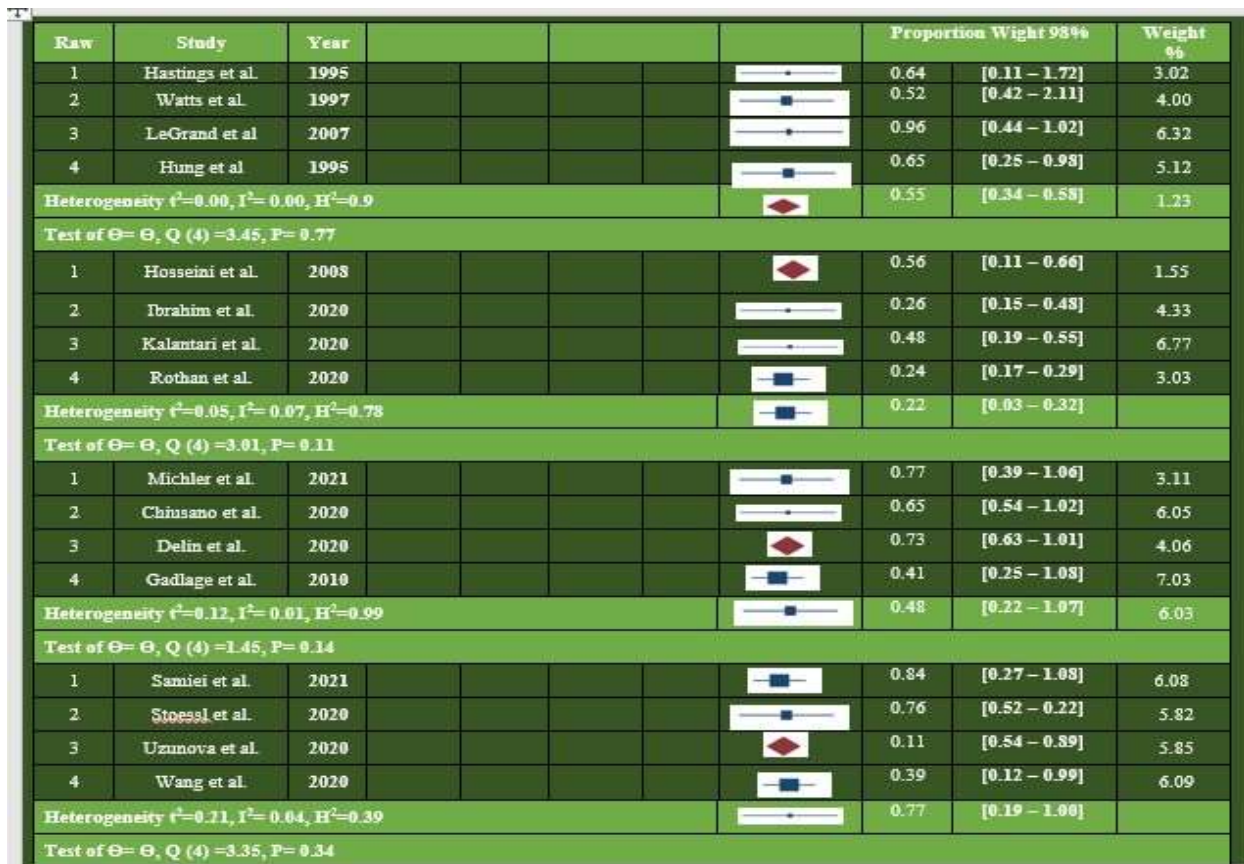 Raw Study Year Proportion Wight 98% Weight %
1 Hastings et al. 1995 0.64 [0.11 – 1.72] 3.02
2 Watts et al. 1997 0.52 [0.42 – 2.11] 4.00
3 LeGrand et al 2007 0.96 [0.44 – 1.02] 6.32
4 Hung et al 1995 0.65 [0.25 – 0.98] 5.12
Heterogeneity t²=0.00, I²= 0.00, H²=0.9 0.55 [0.34 – 0.58] 1.23
Test of Ө= Ө, Q (4) =3.45, P= 0.77
1 Hosseini et al. 2008 0.56 [0.11 – 0.66] 1.55
2 Ibrahim et al. 2020 0.26 [0.15 – 0.48] 4.33
3 Kalantari et al. 2020 0.48 [0.19 – 0.55] 6.77
4 Rothan et al. 2020 0.24 [0.17 – 0.29] 3.03
Heterogeneity t²=0.05, I²= 0.07, H²=0.78 0.22 [0.03 – 0.32]
Test of Ө= Ө, Q (4) =3.01, P= 0.11
1 Michler et al. 2021 0.77 [0.39 – 1.06] 3.11
2 Chiusano et al. 2020 0.65 [0.54 – 1.02] 6.05
3 Delin et al. 2020 0.73 [0.63 – 1.01] 4.06
4 Gadlage et al. 2010 0.41 [0.25 – 1.08] 7.03
Heterogeneity t²=0.12, I²= 0.01, H²=0.99 0.48 [0.22 – 1.07] 6.03
Test of Ө= Ө, Q (4) =1.45, P= 0.14
1 Samiei et al. 2021 0.84 [0.27 – 1.08] 6.08
2 Stoessl et al. 2020 0.76 [0.52 – 0.22] 5.82
3 Uzunova et al. 2020 0.11 [0.54 – 0.89] 5.85
4 Wang et al. 2020 0.39 [0.12 – 0.99] 6.09
Heterogeneity t²=0.21, I²= 0.04, H²=0.39 0.77 [0.19 – 1.00]
Test of Ө= Ө, Q (4) =3.35, P= 0.34